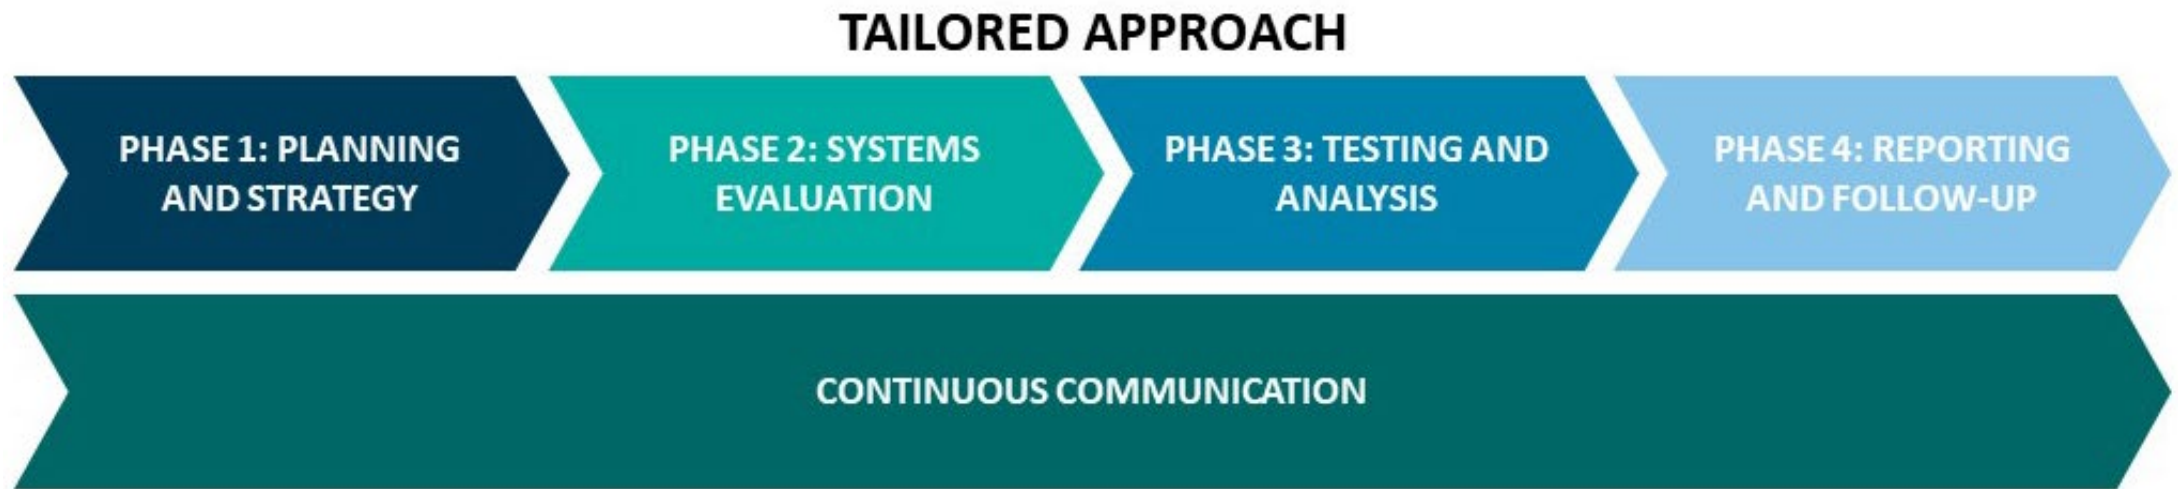 TAILORED APPROACH
PHASE 1: PLANNING
AND STRATEGY
PHASE 2: SYSTEMS
EVALUATION
PHASE 3: TESTING AND
ANALYSIS
PHASE 4: REPORTING
AND FOLLOW-UP
CONTINUOUS COMMUNICATION